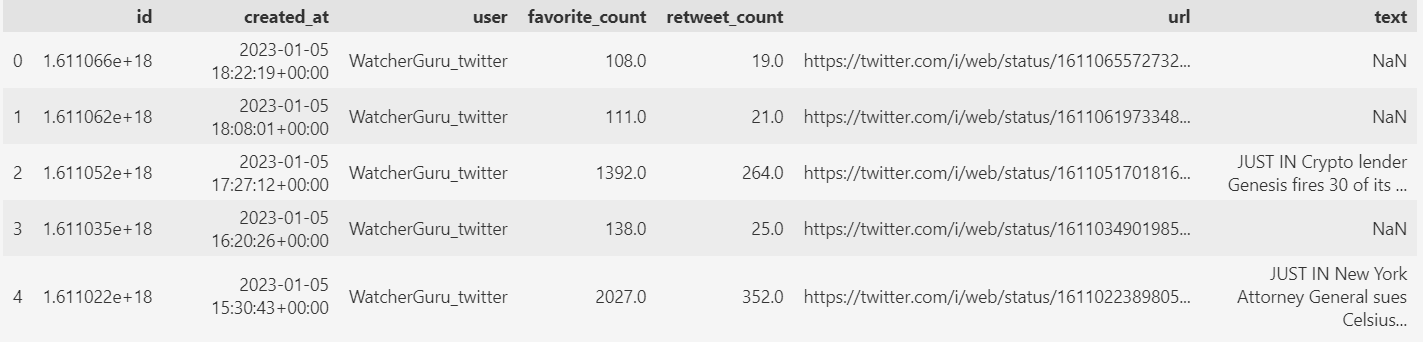 id created_at user favorite_count retweet_count url text
0 1.611066e+18 2023-01-05 18:22:19+00:00 WatcherGuru_twitter 108.0 19.0 https://twitter.com/i/web/status/1611065572732... NaN
1 1.611062e+18 2023-01-05 18:08:01+00:00 WatcherGuru_twitter 111.0 21.0 https://twitter.com/i/web/status/1611061973348... NaN
2 1.611052e+18 2023-01-05 17:27:12+00:00 WatcherGuru_twitter 1392.0 264.0 https://twitter.com/i/web/status/1611051701816... JUST IN Crypto lender Genesis fires 30 of its ...
3 1.611035e+18 2023-01-05 16:20:26+00:00 WatcherGuru_twitter 138.0 25.0 https://twitter.com/i/web/status/1611034901985... NaN
4 1.611022e+18 2023-01-05 15:30:43+00:00 WatcherGuru_twitter 2027.0 352.0 https://twitter.com/i/web/status/1611022389805... JUST IN New York Attorney General sues Celsius...